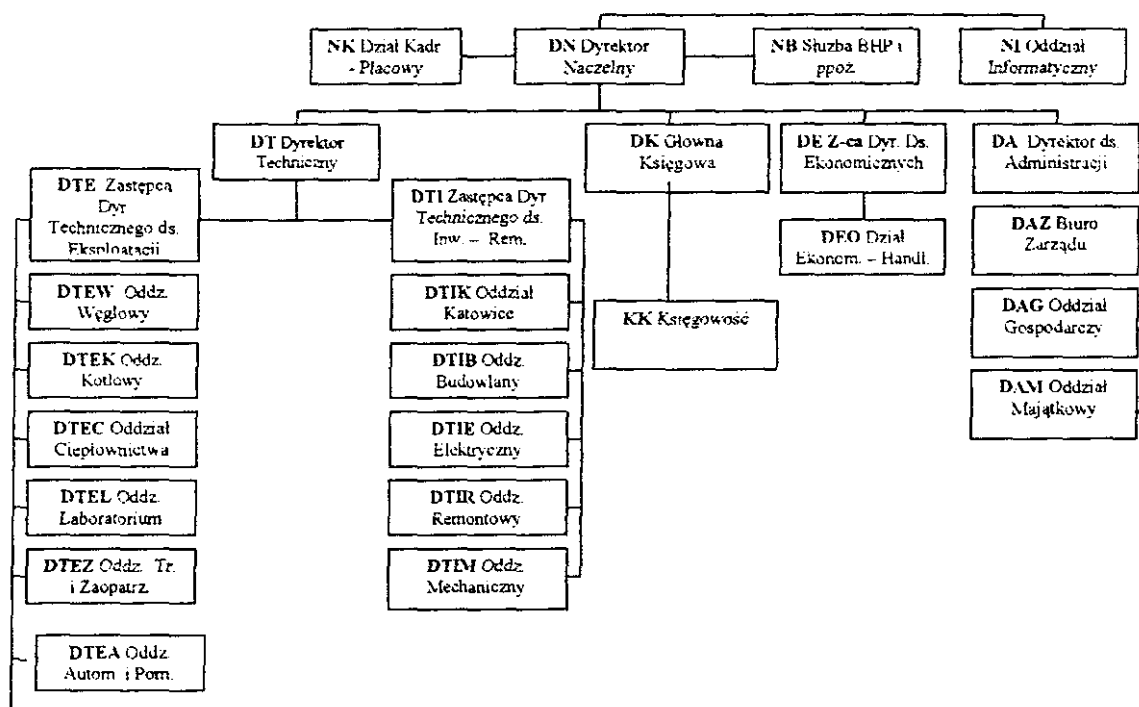 NK Dział Kadr
- Płacowy
DN Dyrektor
Naczelny
NB Służba BHP i
ppoż.
NI Oddział
Informatyczny
DT Dyrektor
Techniczny
DK Główna
Księgowa
DE Z-ca Dyr. Ds.
Ekonomicznych
DA Dyrektor ds.
Administracji
DTE Zastępca
Dyr
Technicznego ds.
Eksploatacji
DTI Zastępca Dyr
Technicznego ds.
Inw. – Rem.
DEO Dział
Ekonom. – Handl.
DAZ Biuro
Zarządu
DTEW Oddz.
Węglowy
DTIK Oddział
Katowice
KK Księgowość
DAG Oddział
Gospodarczy
DTEK Oddz.
Kotłowy
DTIB Oddz.
Budowlany
DAM Oddział
Majątkowy
DTEC Oddział
Ciepłownictwa
DTIE Oddz.
Elektryczny
DTEL Oddz.
Laboratorium
DTIR Oddz.
Remontowy
DTEZ Oddz. Tr.
i Zaopatrz.
DTIM Oddz.
Mechaniczny
DTEA Oddz.
Autom i Pom.